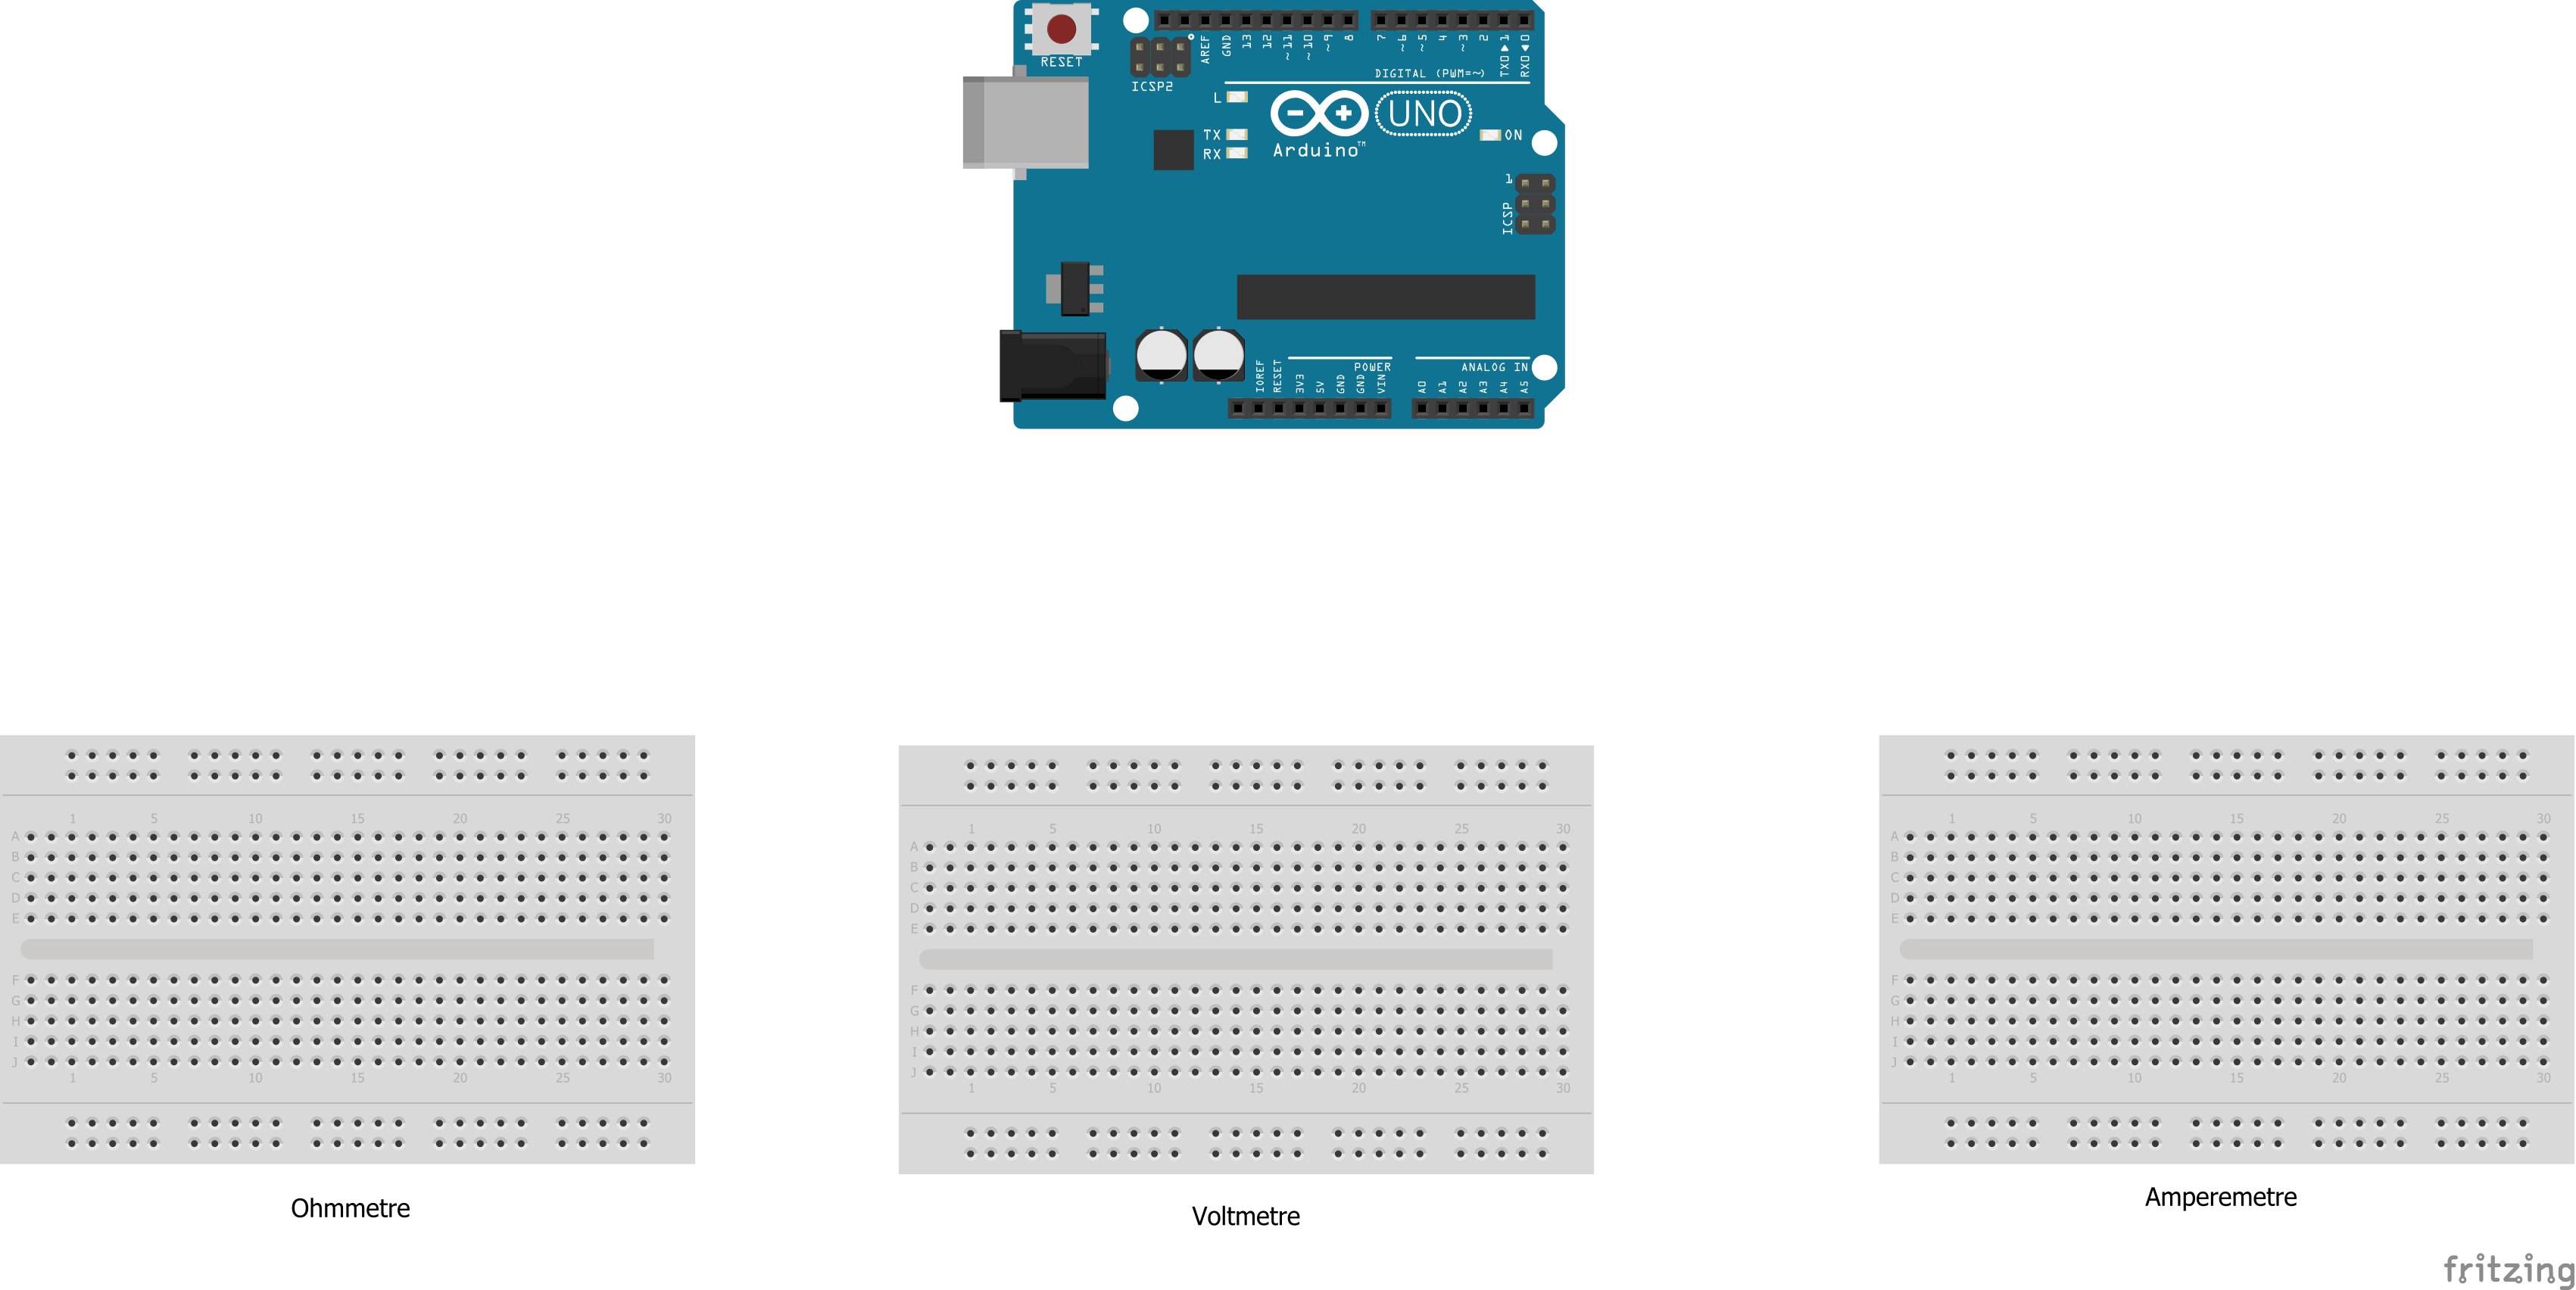 RESET
ICSP2
AREF
GND
13
12
~11
~10
~9
8
7
~6
~5
4
~3
2
TX0▶1
RX0◀0
DIGITAL (PWM=~)
L
TX
RX
UNO
Arduino™
ON
1
ICSP
IOREF
RESET
3V3
5V
GND
GND
VIN
POWER
A0
A1
A2
A3
A4
A5
ANALOG IN
1 5 10 15 20 25 30
A
B
C
D
E
F
G
H
I
J
1 5 10 15 20 25 30
Ohmmetre
1 5 10 15 20 25 30
A
B
C
D
E
F
G
H
I
J
1 5 10 15 20 25 30
Voltmetre
1 5 10 15 20 25 30
A
B
C
D
E
F
G
H
I
J
1 5 10 15 20 25 30
Amperemetre
fritzing